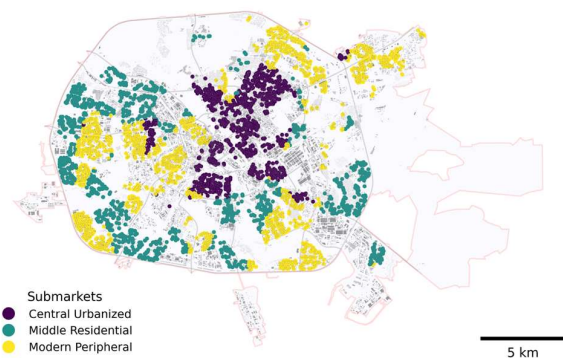 Submarkets
Central Urbanized
Middle Residential
Modern Peripheral
5 km